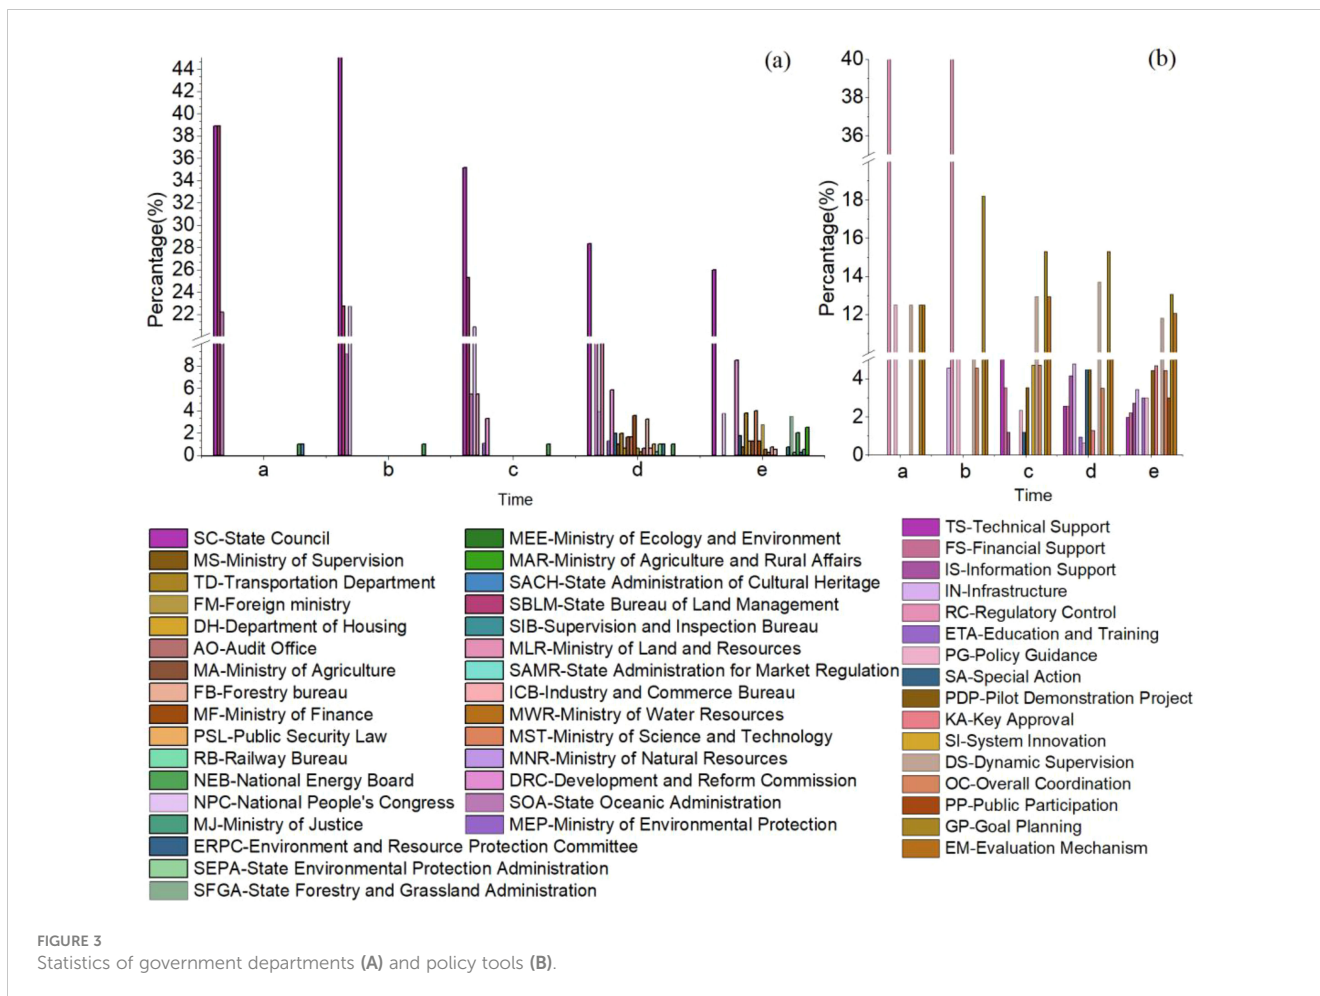 (a)
44
42
40
38
36
34
32
30
28
26
24
22
8
6
4
2
0
Percantage(%)
a
b
c
d
e
Time
(b)
40
38
36
18
16
14
12
4
2
0
Percantage(%)
a
b
c
d
e
Time
SC-State Council
MS-Ministry of Supervision
TD-Transportation Department
FM-Foreign ministry
DH-Department of Housing
AO-Audit Office
MA-Ministry of Agriculture
FB-Forestry bureau
MF-Ministry of Finance
PSL-Public Security Law
RB-Railway Bureau
NEB-National Energy Board
NPC-National People's Congress
MJ-Ministry of Justice
ERPC-Environment and Resource Protection Committee
SEPA-State Environmental Protection Administration
SFGA-State Forestry and Grassland Administration
MEE-Ministry of Ecology and Environment
MAR-Ministry of Agriculture and Rural Affairs
SACH-State Administration of Cultural Heritage
SBLM-State Bureau of Land Management
SIB-Supervision and Inspection Bureau
MLR-Ministry of Land and Resources
SAMR-State Administration for Market Regulation
ICB-Industry and Commerce Bureau
MWR-Ministry of Water Resources
MST-Ministry of Science and Technology
MNR-Ministry of Natural Resources
DRC-Development and Reform Commission
SOA-State Oceanic Administration
MEP-Ministry of Environmental Protection
TS-Technical Support
FS-Financial Support
IS-Information Support
IN-Infrastructure
RC-Regulatory Control
ETA-Education and Training
PG-Policy Guidance
SA-Special Action
PDP-Pilot Demonstration Project
KA-Key Approval
SI-System Innovation
DS-Dynamic Supervision
OC-Overall Coordination
PP-Public Participation
GP-Goal Planning
EM-Evaluation Mechanism
FIGURE 3
Statistics of government departments (A) and policy tools (B).